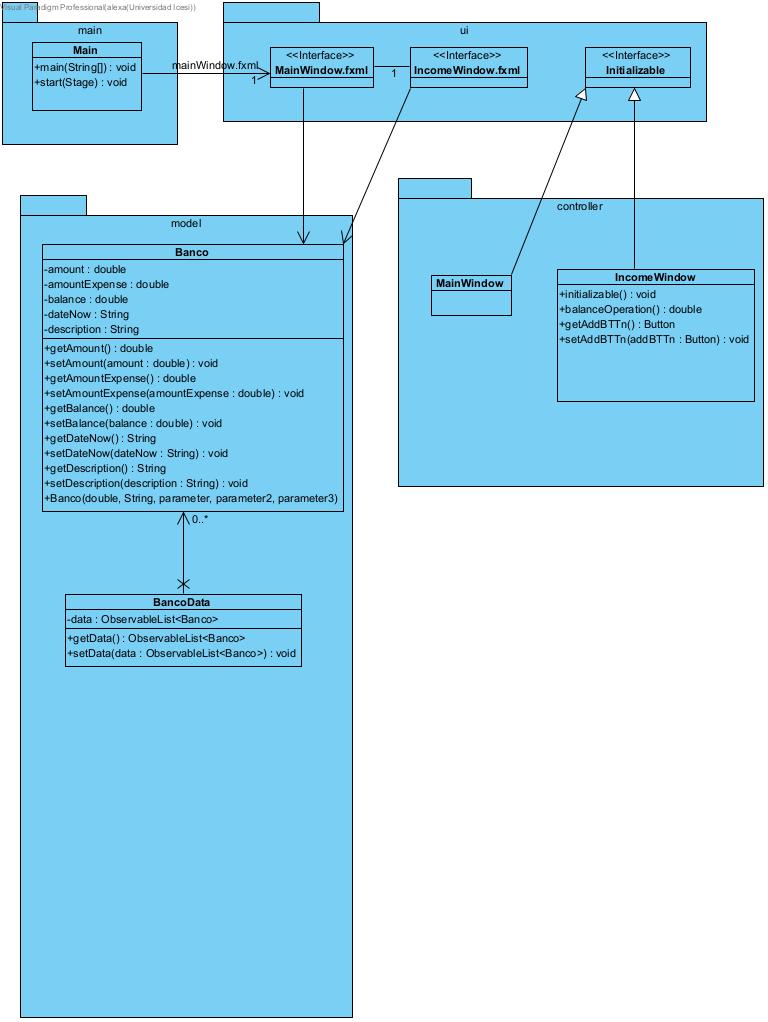 Visual Paradigm Professional(alexa(Universidad Icesi))
main
Main
+main(String[]) : void
+start(Stage) : void
mainWindow.fxml
1
ui
<<Interface>>
MainWindow.fxml
1
<<Interface>>
IncomeWindow.fxml
<<Interface>>
Initializable
model
Banco
-amount : double
-amountExpense : double
-balance : double
-dateNow : String
-description : String
+getAmount() : double
+setAmount(amount : double) : void
+getAmountExpense() : double
+setAmountExpense(amountExpense : double) : void
+getBalance() : double
+setBalance(balance : double) : void
+getDateNow() : String
+setDateNow(dateNow : String) : void
+getDescription() : String
+setDescription(description : String) : void
+Banco(double, String, parameter, parameter2, parameter3)
0..*
BancoData
-data : ObservableList<Banco>
+getData() : ObservableList<Banco>
+setData(data : ObservableList<Banco>) : void
controller
MainWindow
IncomeWindow
+initializable() : void
+balanceOperation() : double
+getAddBTTn() : Button
+setAddBTTn(addBTTn : Button) : void